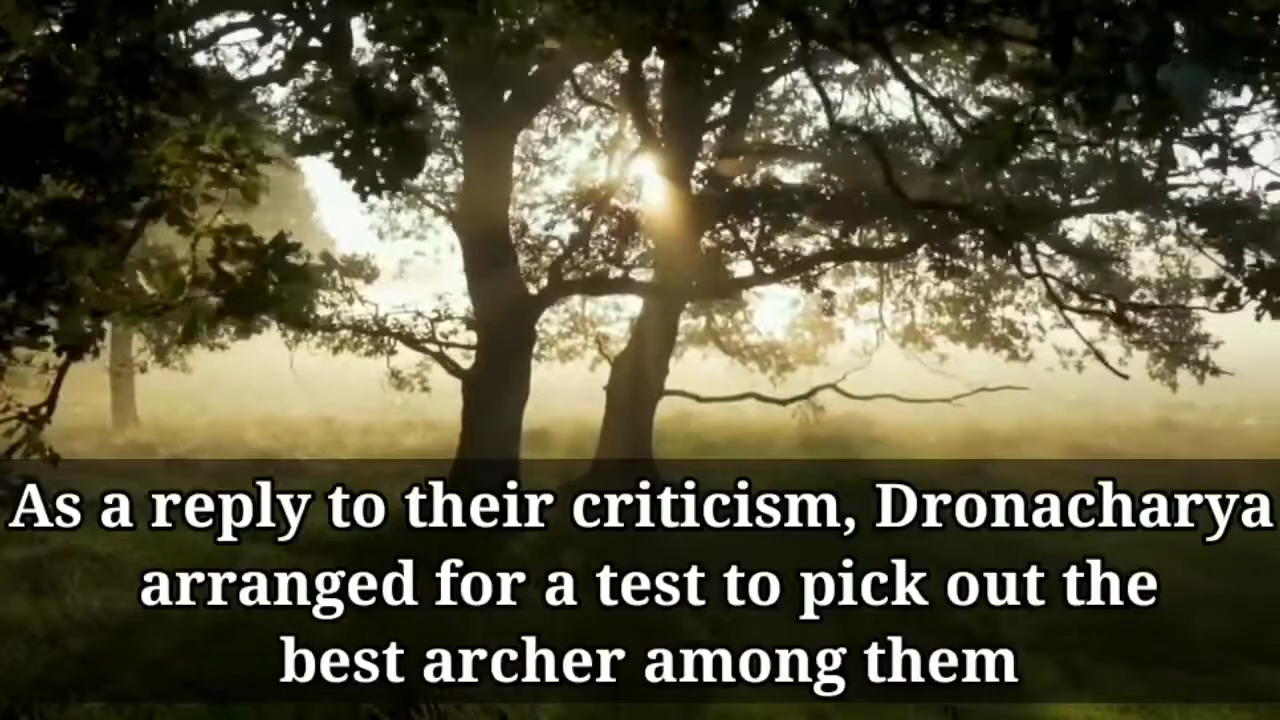 As a reply to their criticism, Dronacharya
arranged for a test to pick out the
best archer among them